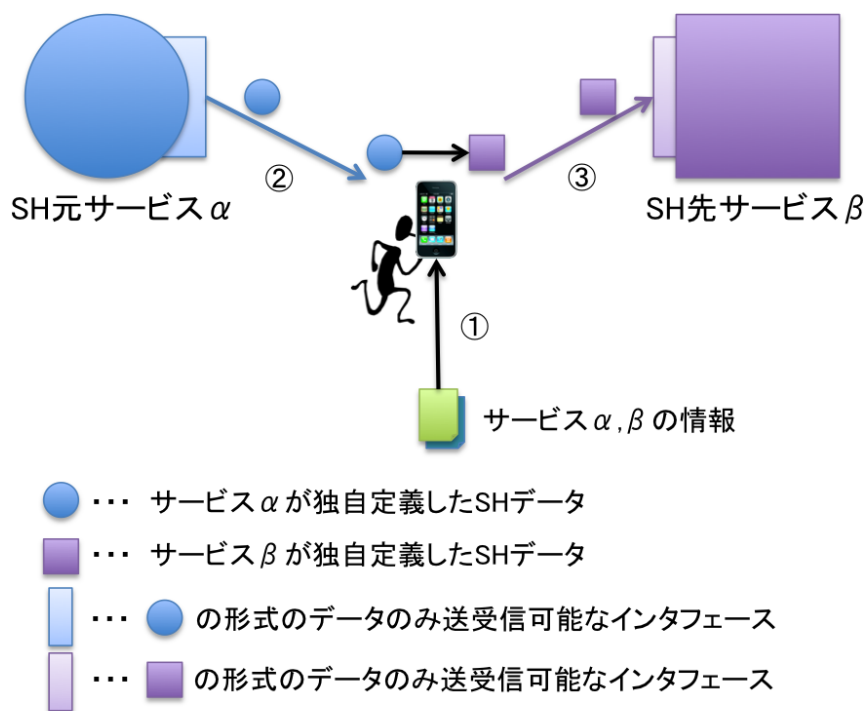 ② ③
SH元サービスα SH先サービスβ
①
サービスα,βの情報
・・・ サービスαが独自定義したSHデータ
・・・ サービスβが独自定義したSHデータ
・・・ の形式のデータのみ送受信可能なインタフェース
・・・ の形式のデータのみ送受信可能なインタフェース